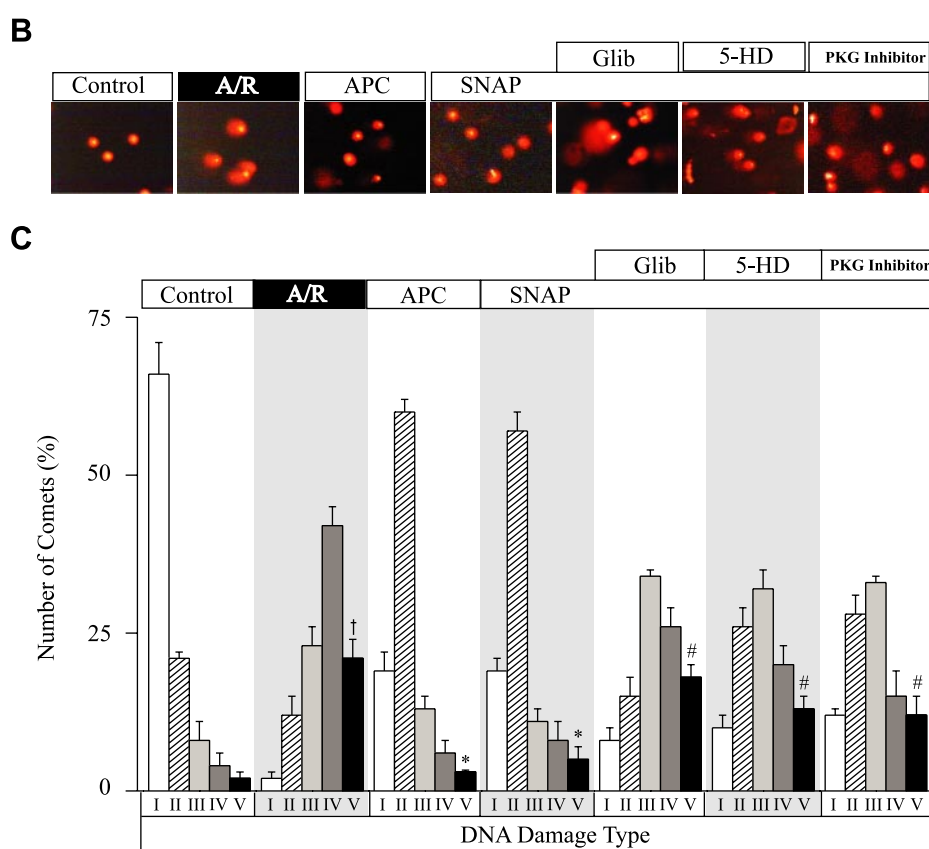 B
Glib 5-HD PKG Inhibitor
Control A/R APC SNAP
C
Glib 5-HD PKG Inhibitor
Control A/R APC SNAP
Number of Comets (%)
75
50
25
0
†
*
*
#
#
#
I II III IV V I II III IV V I II III IV V I II III IV V I II III IV V I II III IV V I II III IV V
DNA Damage Type